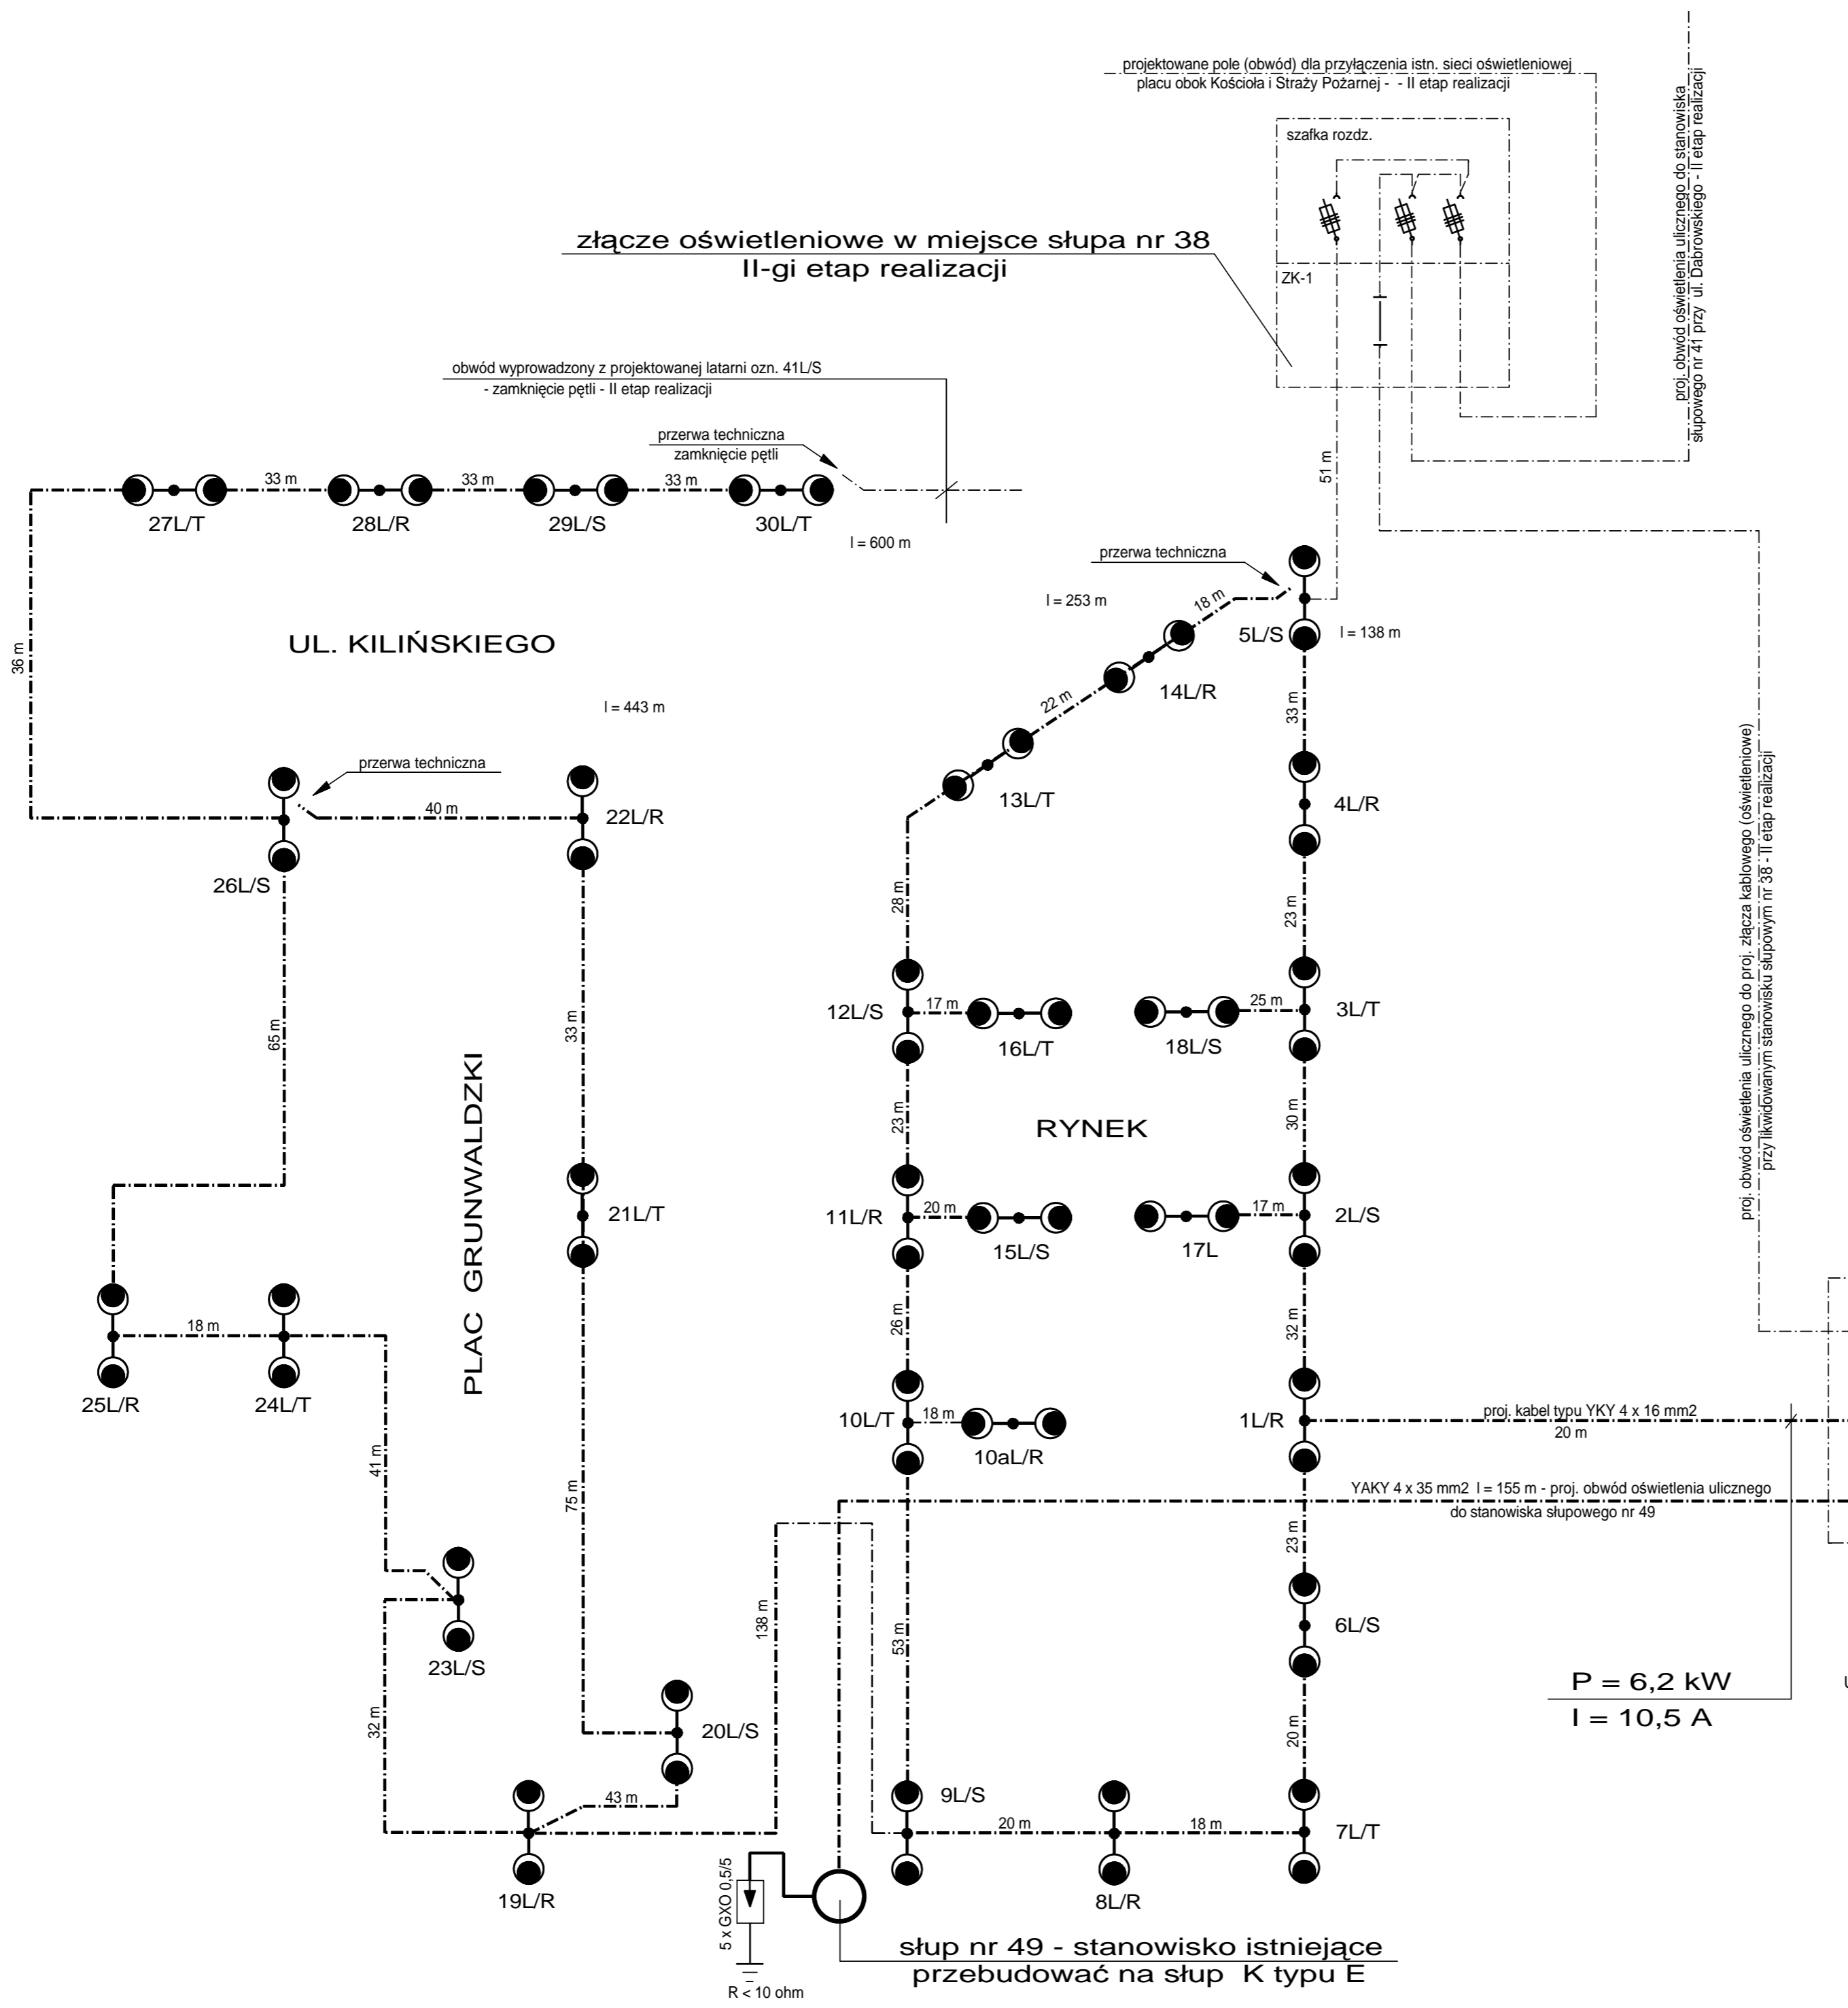 projektowane pole (obwód) dla przyłączenia istn. sieci oświetleniowej
placu obok Kościoła i Straży Pożarnej - - II etap realizacji
szafka rozdz.
ZK-1
proj. obwód oświetlenia ulicznego do stanowiska
słupowego nr 41 przy ul. Dabrowskiego - II etap realizacji
złącze oświetleniowe w miejsce słupa nr 38
II-gi etap realizacji
obwód wyprowadzony z projektowanej latarni ozn. 41L/S
- zamknięcie pętli - II etap realizacji
przerwa techniczna
zamknięcie pętli
51 m
33 m
33 m
33 m
27L/T
28L/R
29L/S
30L/T
l = 600 m
przerwa techniczna
l = 253 m
18 m
5L/S
l = 138 m
36 m
UL. KILIŃSKIEGO
14L/R
22 m
33 m
l = 443 m
przerwa techniczna
40 m
22L/R
13L/T
4L/R
26L/S
28 m
23 m
proj. obwód oświetlenia ulicznego do proj. złącza kablowego (oświetleniowe)
przy likwidowanym stanowisku słupowym nr 38 - II etap realizacji
65 m
33 m
12L/S
17 m
16L/T
18L/S
25 m
3L/T
PLAC GRUNWALDZKI
23 m
RYNEK
30 m
21L/T
11L/R
20 m
15L/S
17L
17 m
2L/S
18 m
25L/R
24L/T
26 m
32 m
10L/T
18 m
10aL/R
1L/R
proj. kabel typu YKY 4 x 16 mm2
20 m
41 m
75 m
YAKY 4 x 35 mm2 l = 155 m - proj. obwód oświetlenia ulicznego
do stanowiska słupowego nr 49
23 m
138 m
53 m
6L/S
23L/S
P = 6,2 kW
I = 10,5 A
32 m
20L/S
20 m
43 m
9L/S
20 m
18 m
7L/T
19L/R
8L/R
5 x GXO 0,5/5
R < 10 ohm
słup nr 49 - stanowisko istniejące
przebudować na słup K typu E